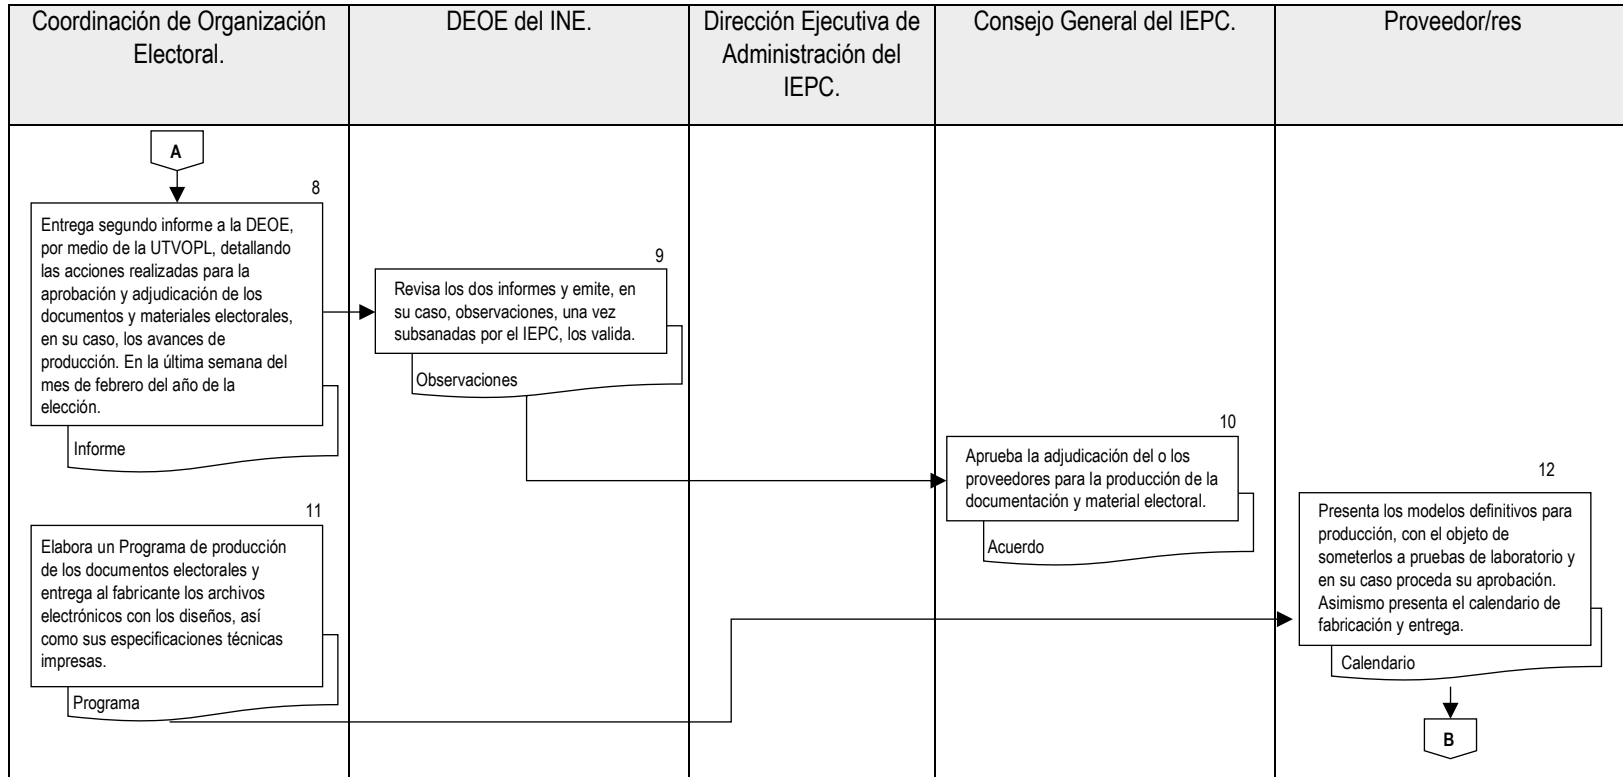 Coordinación de Organización
Electoral.
DEOE del INE.
Dirección Ejecutiva de
Administración del
IEPC.
Consejo General del IEPC.
Proveedor/res
A
8
Entrega segundo informe a la DEOE,
por medio de la UTVOPL, detallando
las acciones realizadas para la
aprobación y adjudicación de los
documentos y materiales electorales,
en su caso, los avances de
producción. En la última semana del
mes de febrero del año de la
elección.
Informe
9
Revisa los dos informes y emite, en
su caso, observaciones, una vez
subsanadas por el IEPC, los valida.
Observaciones
10
Aprueba la adjudicación del o los
proveedores para la producción de la
documentación y material electoral.
Acuerdo
11
Elabora un Programa de producción
de los documentos electorales y
entrega al fabricante los archivos
electrónicos con los diseños, así
como sus especificaciones técnicas
impresas.
Programa
12
Presenta los modelos definitivos para
producción, con el objeto de
someterlos a pruebas de laboratorio y
en su caso proceda su aprobación.
Asimismo presenta el calendario de
fabricación y entrega.
Calendario
B